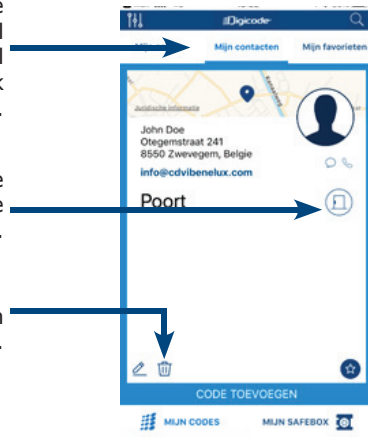 Digicode®
Mijn contacten
Mijn favorieten
Juridische informatie
John Doe
Otegemstraat 241
8550 Zwevegem, Belgie
info@cdvibenelux.com
Poort
CODE TOEVOEGEN
MIJN CODES
MIJN SAFEBOX